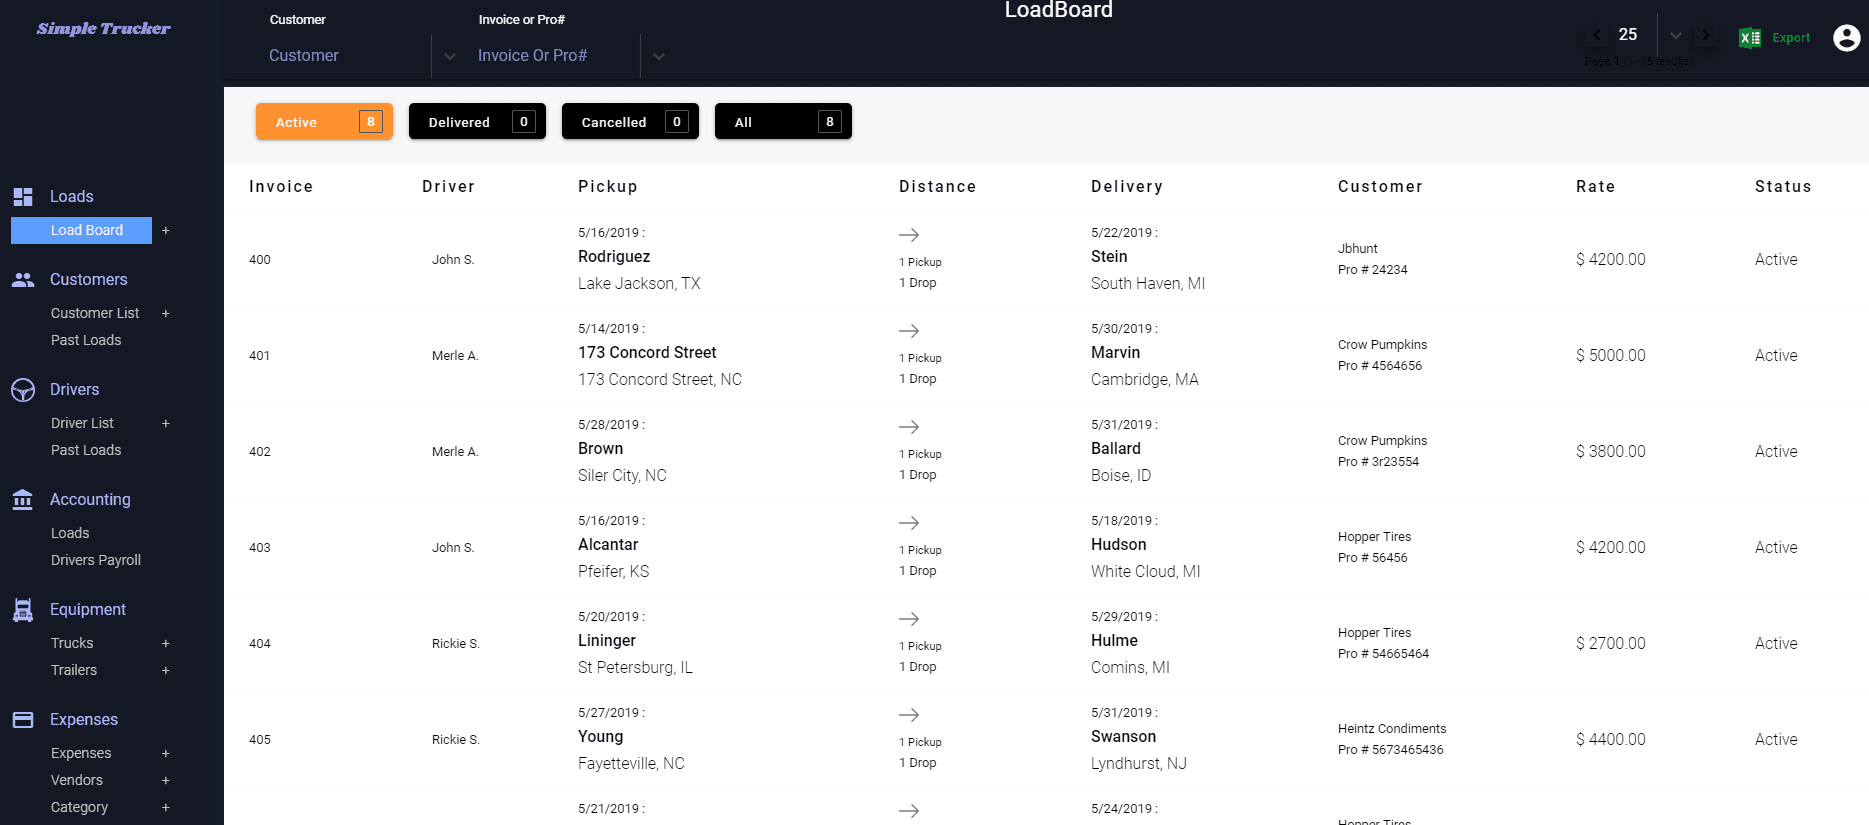 Simple Trucker
Customer
Invoice or Pro#
LoadBoard
Customer
Invoice Or Pro#
25
Export
Page 1 /1 - (8 results)
Active 8
Delivered 0
Cancelled 0
All 8
Loads
Load Board +
Customers
Customer List +
Past Loads
Drivers
Driver List +
Past Loads
Accounting
Loads
Drivers Payroll
Equipment
Trucks +
Trailers +
Expenses
Expenses +
Vendors +
Category +
Invoice Driver Pickup Distance Delivery Customer Rate Status
400
John S.
5/16/2019 :
Rodriguez
Lake Jackson, TX
1 Pickup
1 Drop
5/22/2019 :
Stein
South Haven, MI
Jbhunt
Pro # 24234
$ 4200.00
Active
401
Merle A.
5/14/2019 :
173 Concord Street
173 Concord Street, NC
1 Pickup
1 Drop
5/30/2019 :
Marvin
Cambridge, MA
Crow Pumpkins
Pro # 4564656
$ 5000.00
Active
402
Merle A.
5/28/2019 :
Brown
Siler City, NC
1 Pickup
1 Drop
5/31/2019 :
Ballard
Boise, ID
Crow Pumpkins
Pro # 3r23554
$ 3800.00
Active
403
John S.
5/16/2019 :
Alcantar
Pfeifer, KS
1 Pickup
1 Drop
5/18/2019 :
Hudson
White Cloud, MI
Hopper Tires
Pro # 56456
$ 4200.00
Active
404
Rickie S.
5/20/2019 :
Lininger
St Petersburg, IL
1 Pickup
1 Drop
5/29/2019 :
Hulme
Comins, MI
Hopper Tires
Pro # 54665464
$ 2700.00
Active
405
Rickie S.
5/27/2019 :
Young
Fayetteville, NC
1 Pickup
1 Drop
5/31/2019 :
Swanson
Lyndhurst, NJ
Heintz Condiments
Pro # 5673465436
$ 4400.00
Active
5/21/2019 :
5/24/2019 :
Hopper Tires